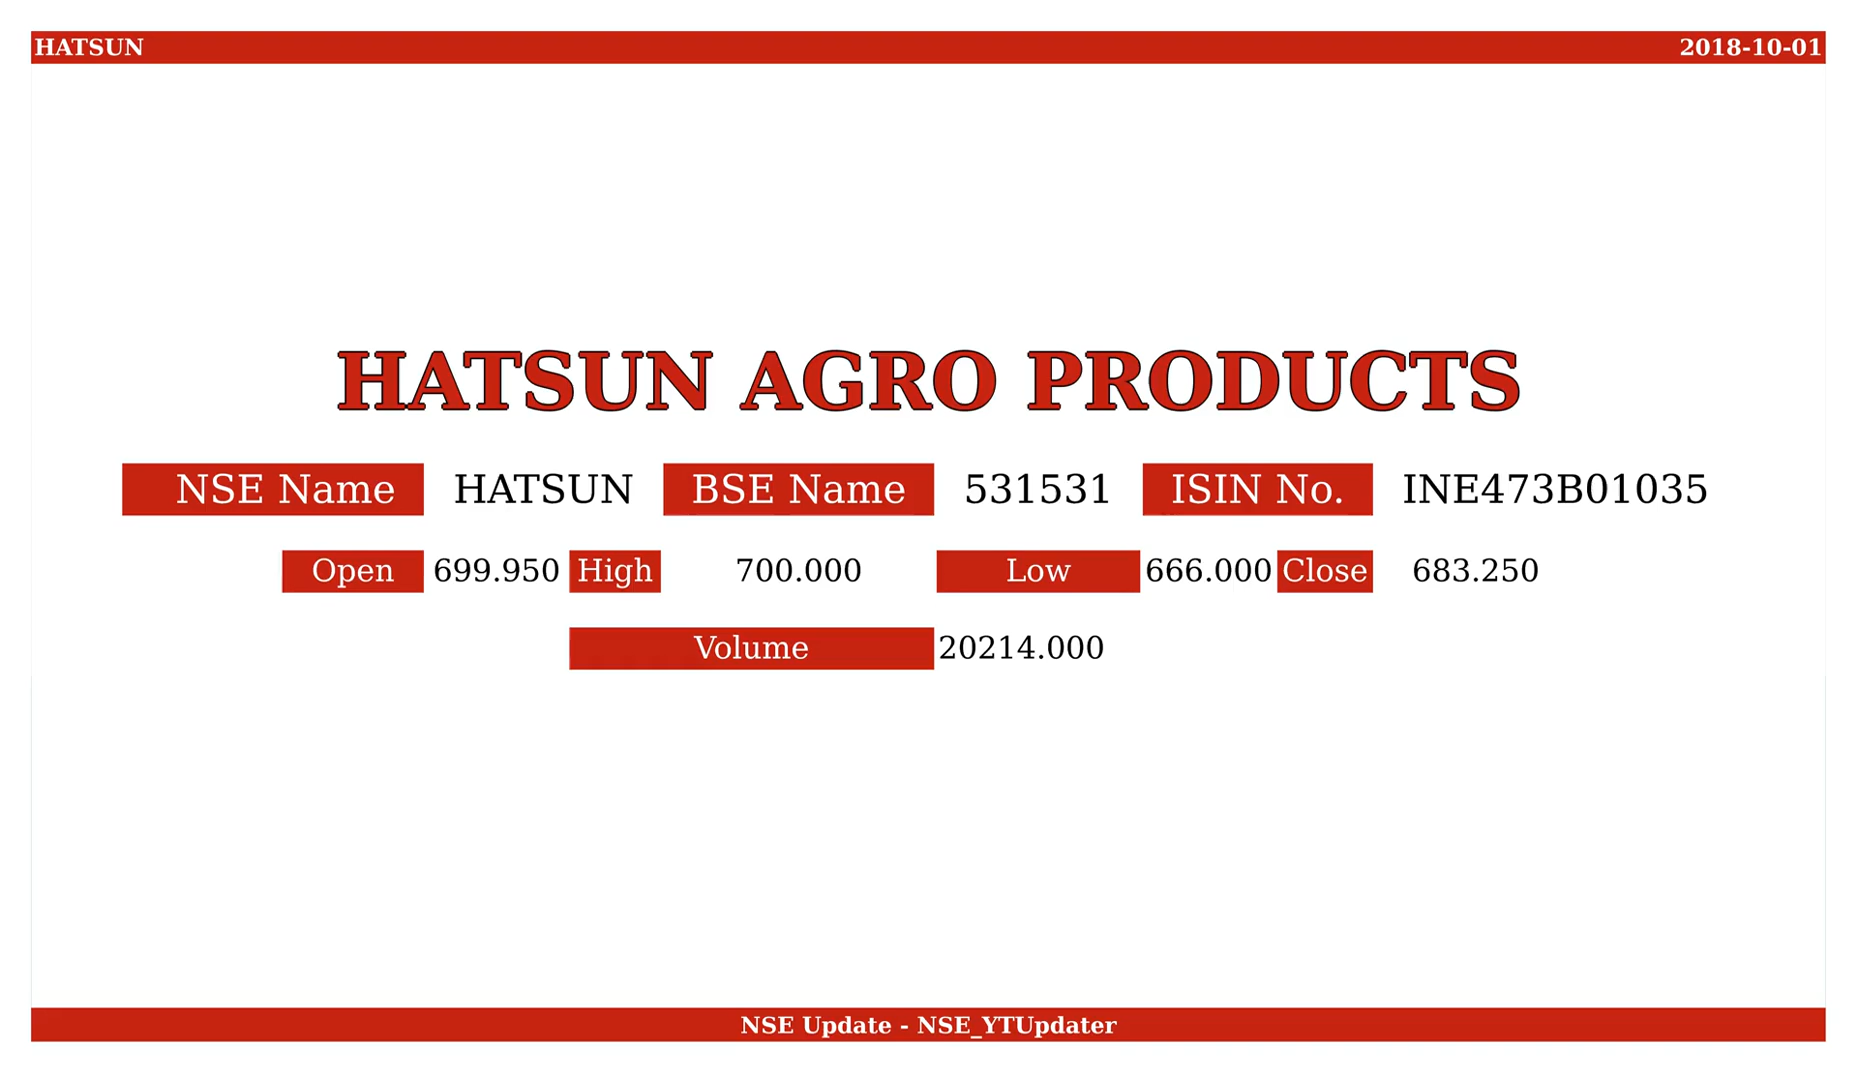 HATSUN 2018-10-01
HATSUN AGRO PRODUCTS
NSE Name HATSUN BSE Name 531531 ISIN No. INE473B01035
Open 699.950 High 700.000 Low 666.000 Close 683.250
Volume 20214.000
NSE Update - NSE_YTUpdater